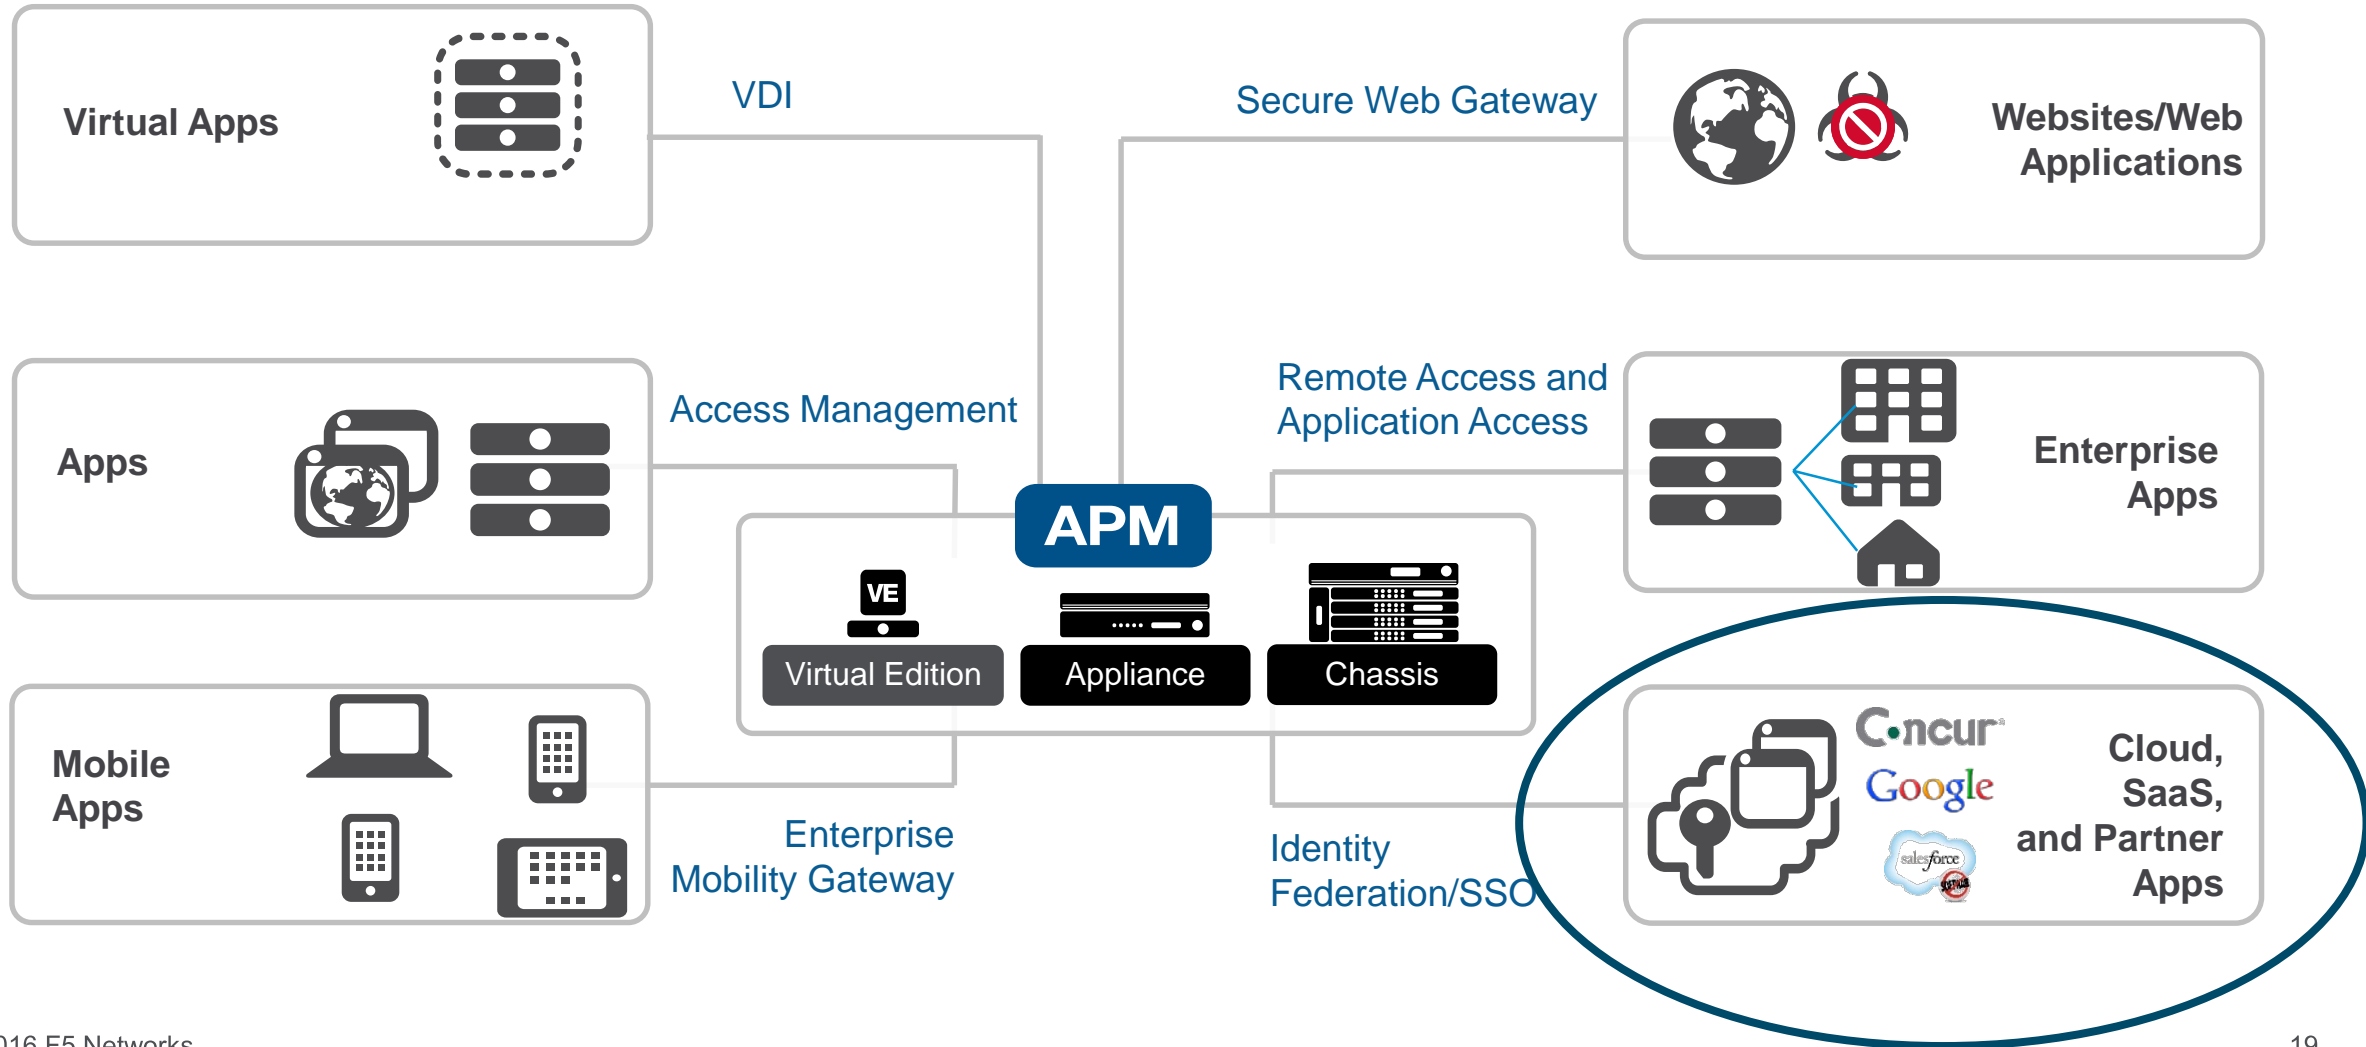 Virtual Apps
VDI
Secure Web Gateway
Websites/Web
Applications
Apps
Access Management
Remote Access and
Application Access
Enterprise
Apps
APM
VE
Virtual Edition
Appliance
Chassis
Mobile
Apps
Enterprise
Mobility Gateway
Identity
Federation/SSO
Concur
Google
salesforce
Cloud,
SaaS,
and Partner
Apps
016 F5 Networks
19